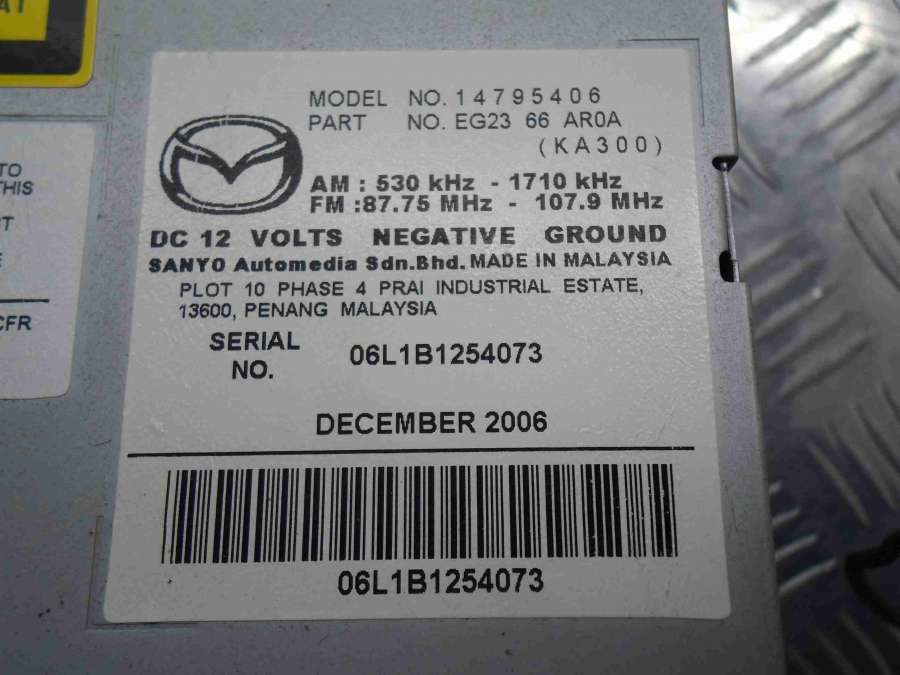 AT
TO
THIS
CFR
MODEL NO. 14795406
PART NO. EG23 66 AR0A
(KA300)
AM : 530 kHz - 1710 kHz
FM :87.75 MHz - 107.9 MHz
DC 12 VOLTS NEGATIVE GROUND
SANYO Automedia Sdn.Bhd. MADE IN MALAYSIA
PLOT 10 PHASE 4 PRAI INDUSTRIAL ESTATE,
13600, PENANG MALAYSIA
SERIAL
NO. 06L1B1254073
DECEMBER 2006
06L1B1254073